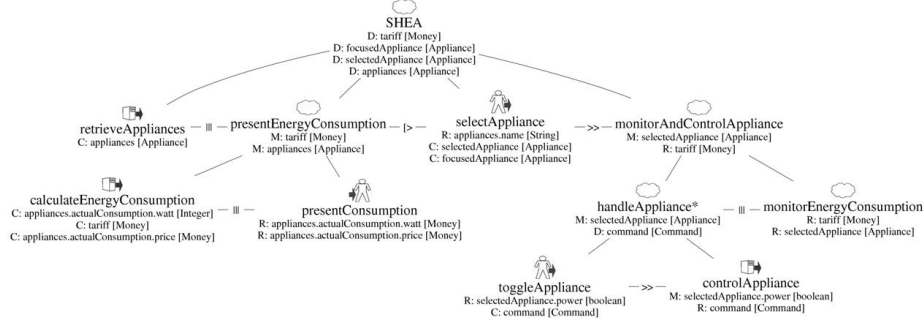 SHEA
D: tariff [Money]
D: focusedAppliance [Appliance]
D: selectedAppliance [Appliance]
D: appliances [Appliance]
retrieveAppliances
C: appliances [Appliance]
|||
presentEnergyConsumption
M: tariff [Money]
M: appliances [Appliance]
[>
selectAppliance
R: appliances.name [String]
C: selectedAppliance [Appliance]
C: focusedAppliance [Appliance]
>>
monitorAndControlAppliance
M: selectedAppliance [Appliance]
R: tariff [Money]
calculateEnergyConsumption
C: appliances.actualConsumption.watt [Integer]
C: tariff [Money]
C: appliances.actualConsumption.price [Money]
|||
presentConsumption
R: appliances.actualConsumption.watt [Money]
R: appliances.actualConsumption.price [Money]
handleAppliance*
M: selectedAppliance [Appliance]
D: command [Command]
|||
monitorEnergyConsumption
R: tariff [Money]
R: selectedAppliance [Appliance]
toggleAppliance
R: selectedAppliance.power [boolean]
C: command [Command]
>>
controlAppliance
M: selectedAppliance.power [boolean]
R: command [Command]